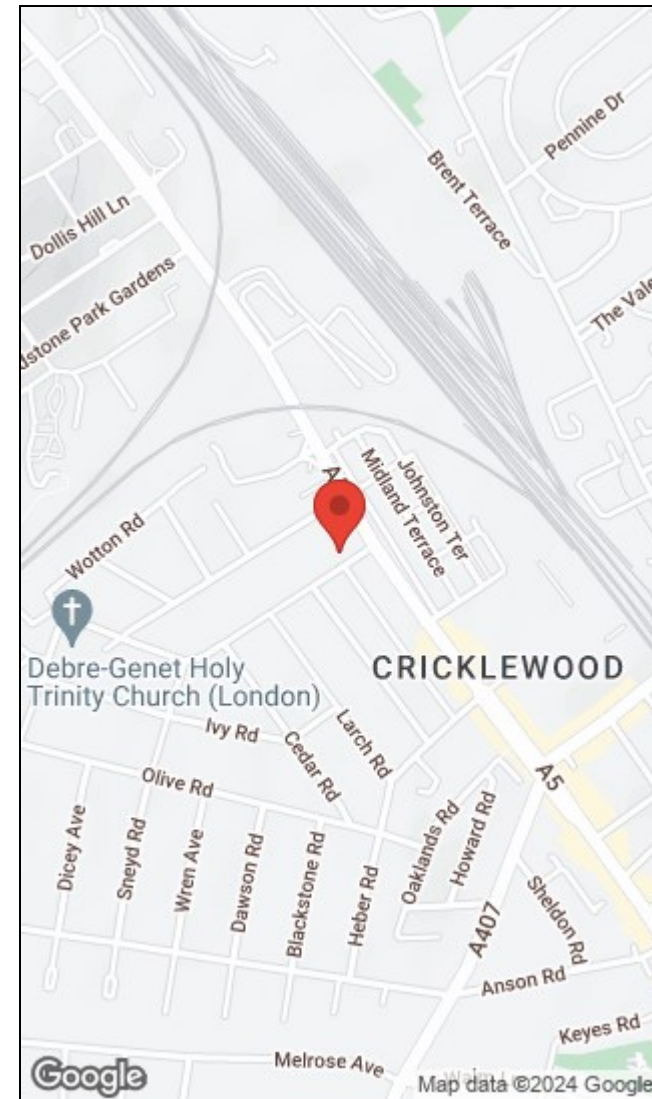 Pennine Dr
Brent Terrace
Dollis Hill Ln
The Vale
dstone Park Gardens
Johnston Ter
Midland Terrace
Wotton Rd
Debre-Genet Holy
Trinity Church (London)
CRICKLEWOOD
Ivy Rd
Larch Rd
Cedar Rd
A5
Olive Rd
Dicey Ave
Sneyd Rd
Wren Ave
Dawson Rd
Blackstone Rd
Heber Rd
Oaklands Rd
Howard Rd
A407
Sheldon Rd
Anson Rd
Keyes Rd
Melrose Ave
Google
Map data ©2024 Google